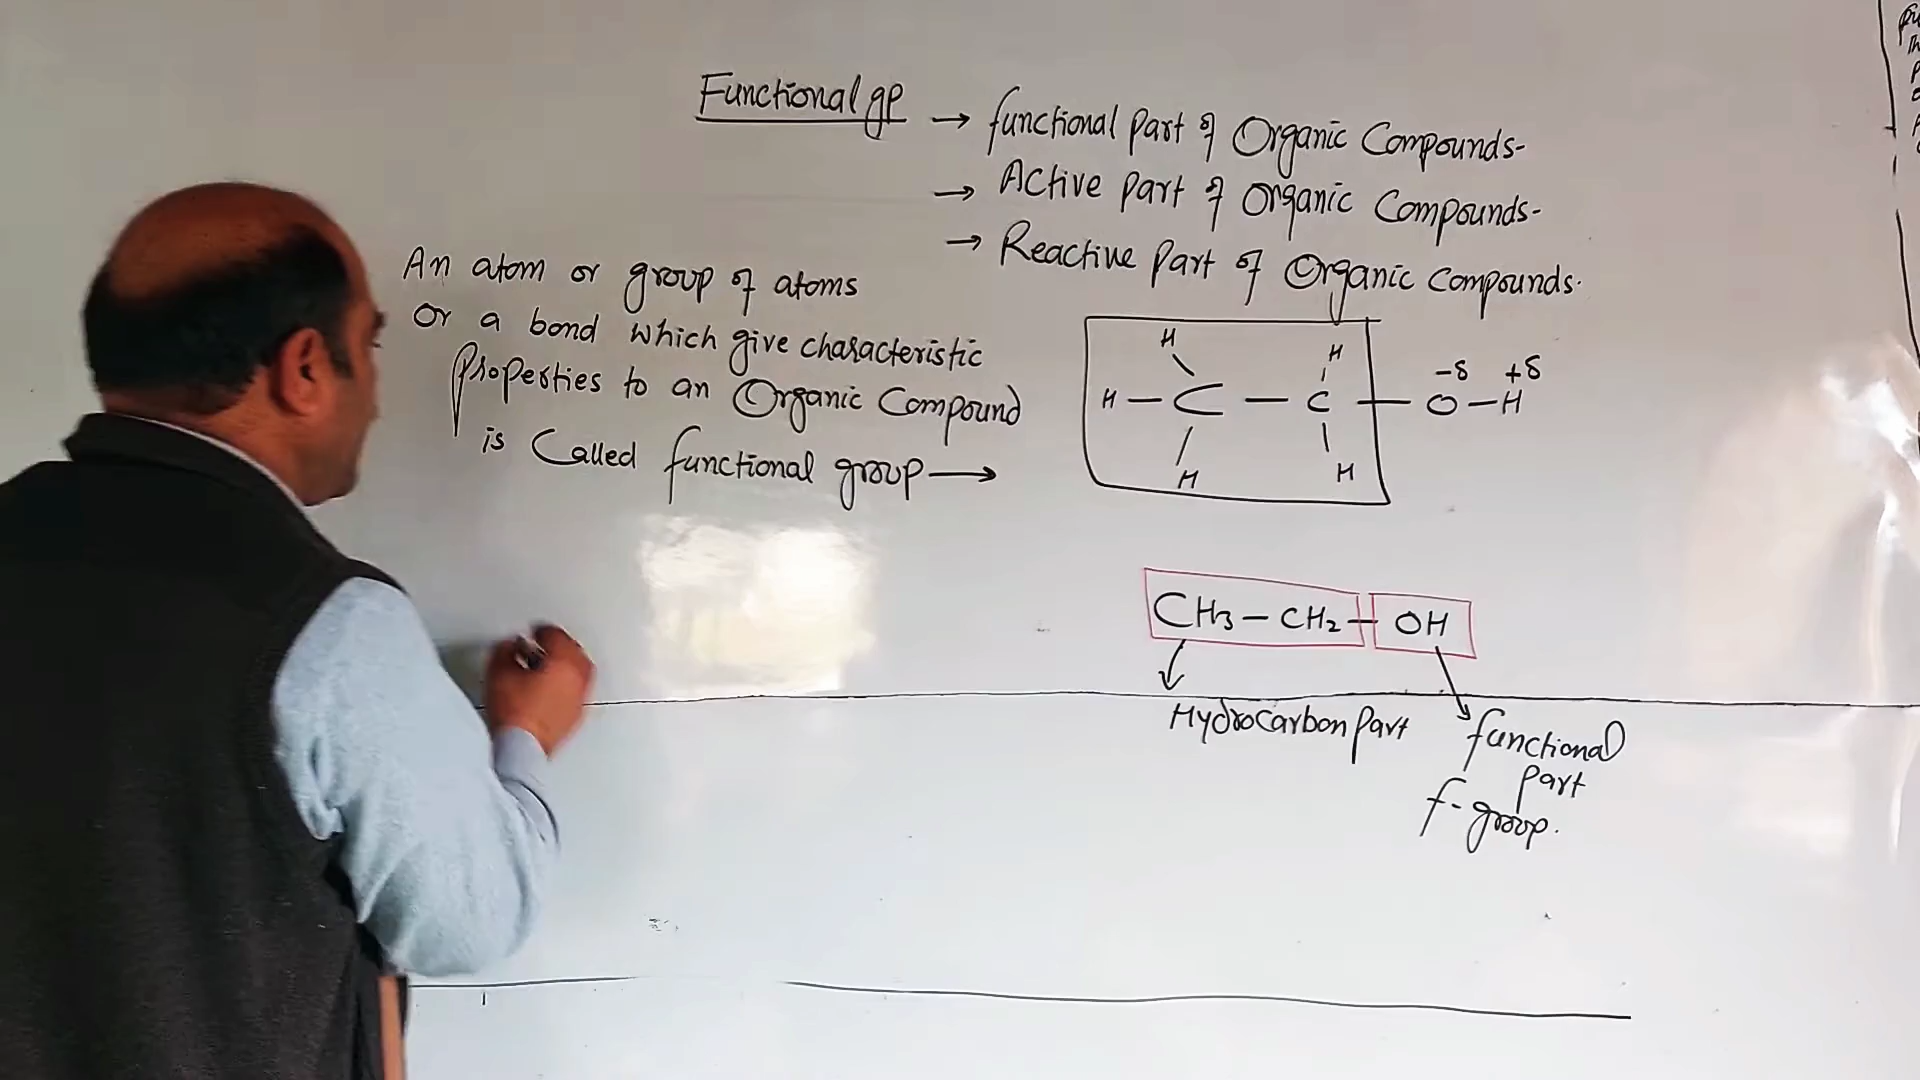 Functional gp → functional part of Organic Compounds-
→ Active part of Organic Compounds-
→ Reactive Part of Organic Compounds.
An atom or group of atoms
or a bond which give characteristic
Properties to an Organic Compound
is Called functional group →
H H
-δ +δ
H — C — C — O — H
H H
CH₃ — CH₂ — OH
HydroCarbon Part
functional
Part
f-group.